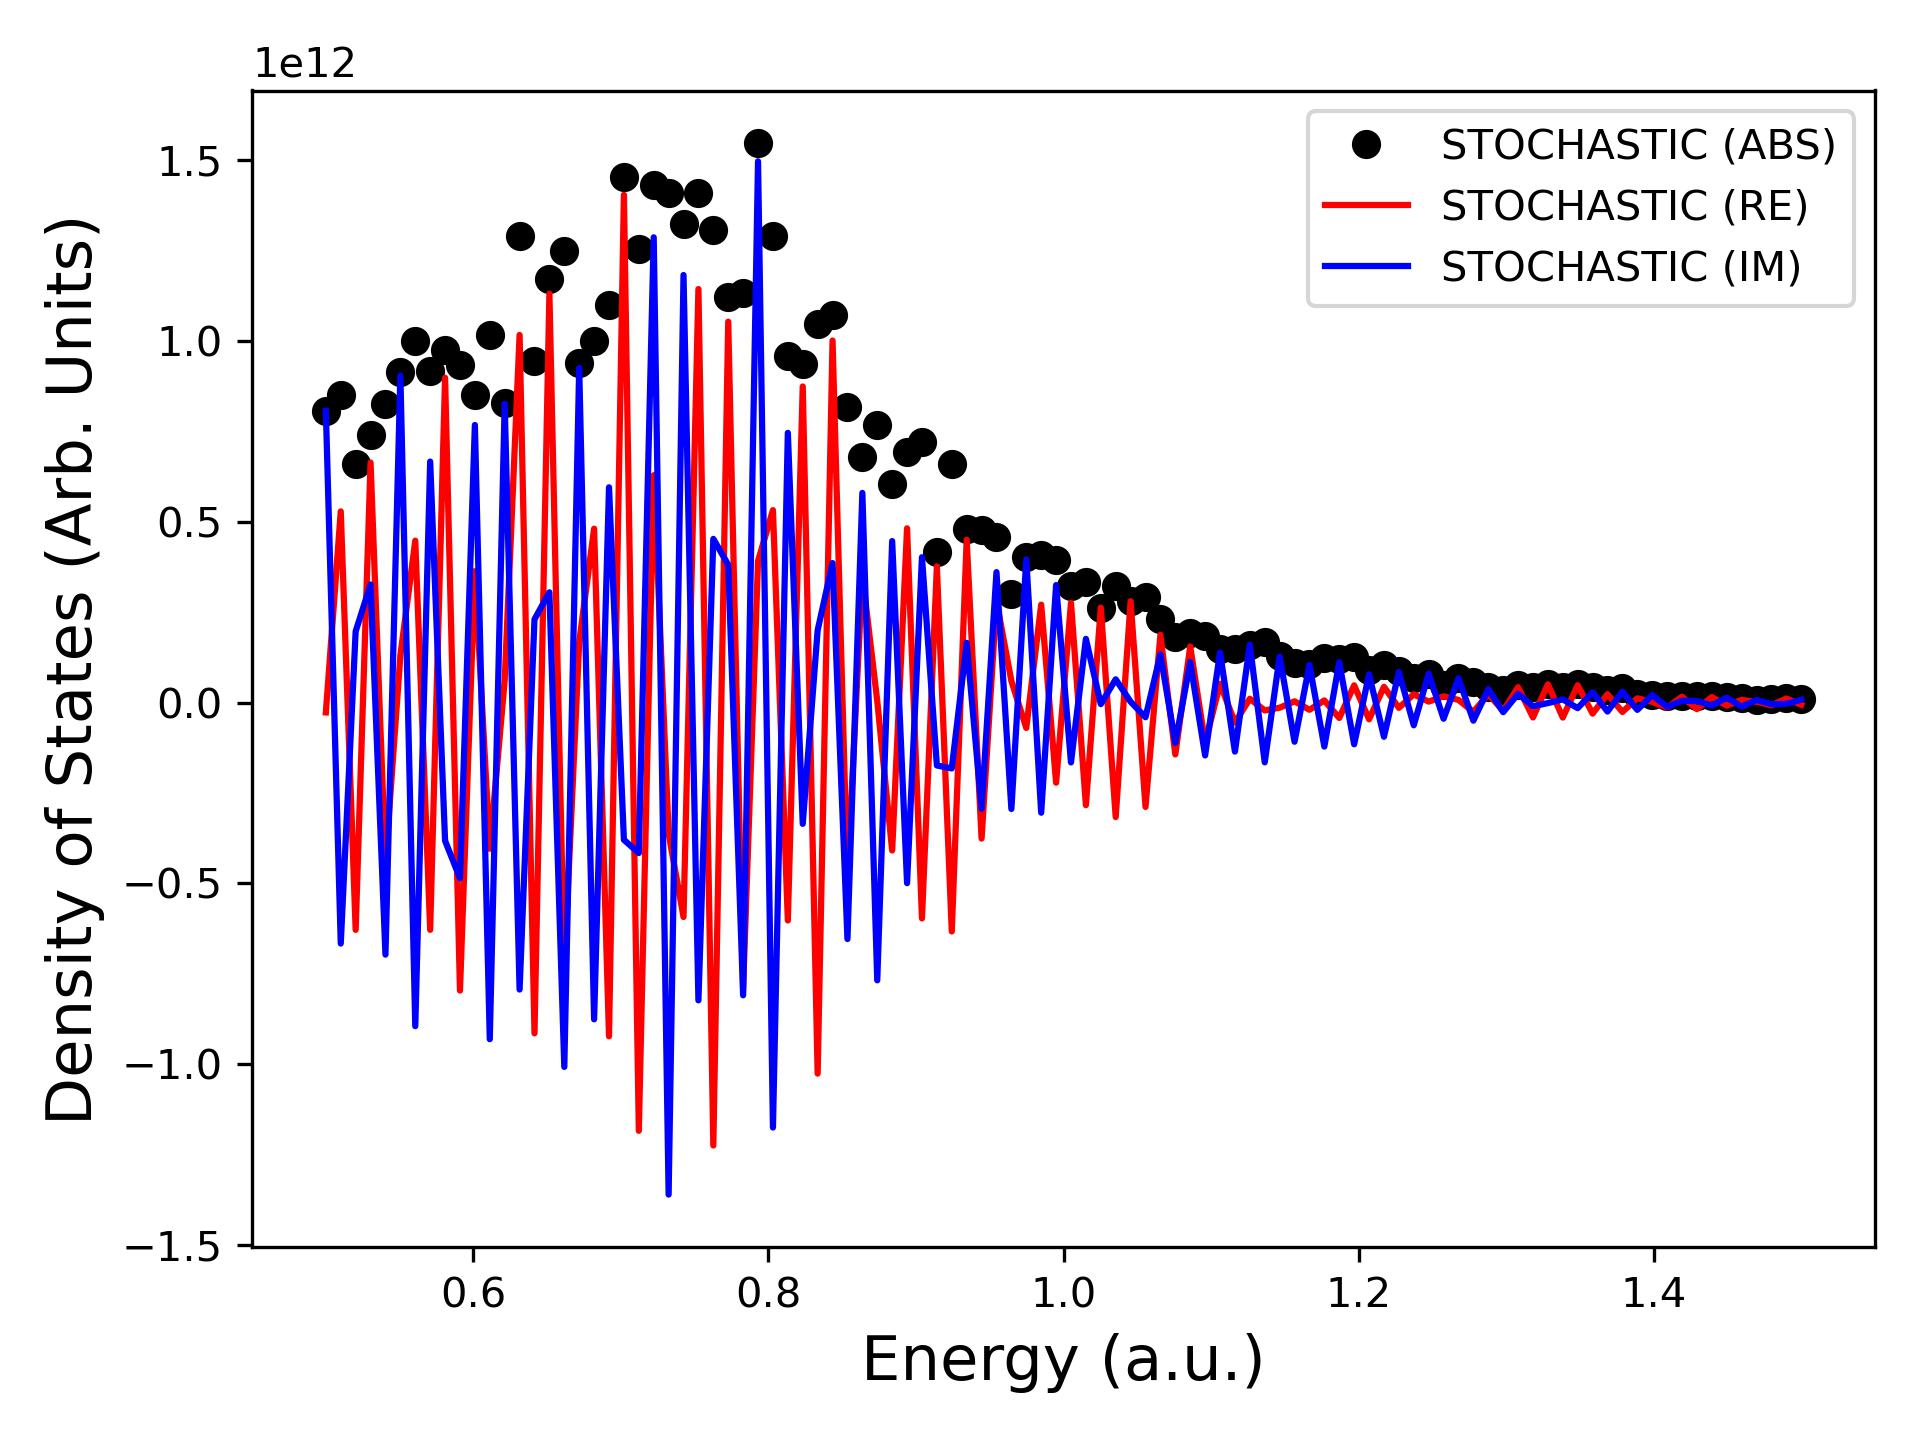 1e12
1.5
1.0
0.5
0.0
−0.5
−1.0
−1.5
Density of States (Arb. Units)
STOCHASTIC (ABS)
STOCHASTIC (RE)
STOCHASTIC (IM)
0.6 0.8 1.0 1.2 1.4
Energy (a.u.)